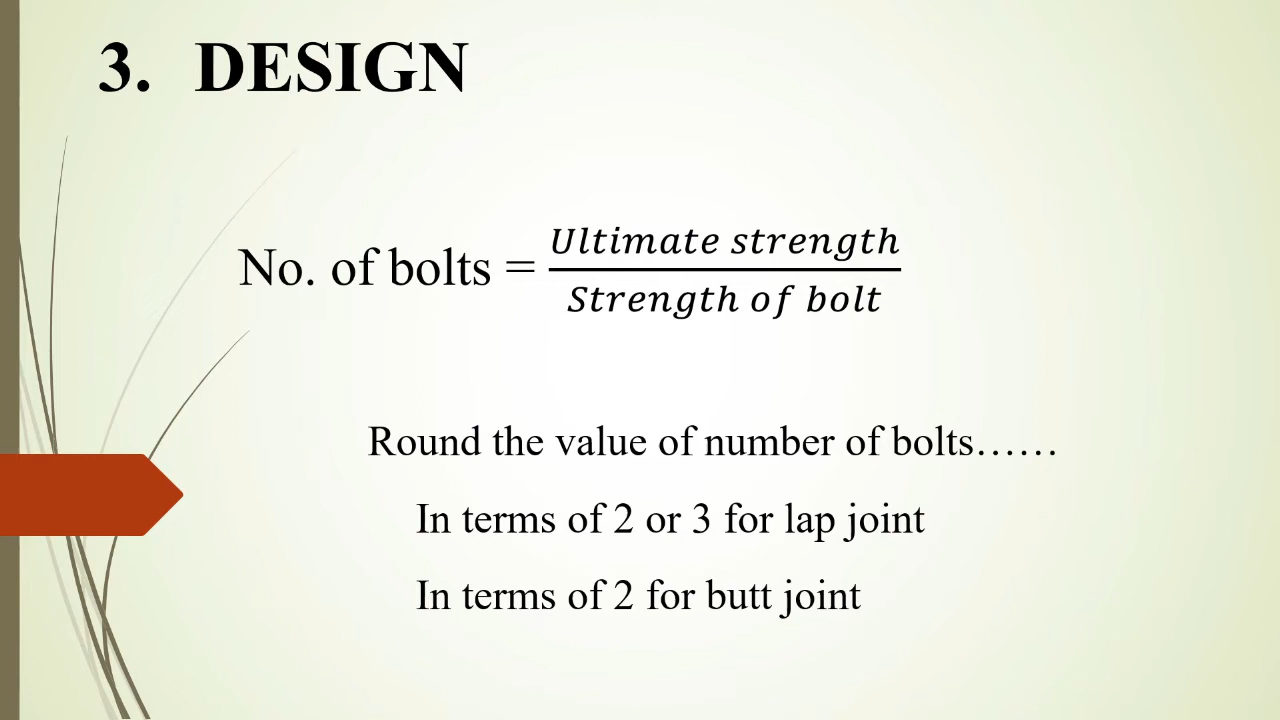 3. DESIGN
No. of bolts = Ultimate strength / Strength of bolt
Round the value of number of bolts……
In terms of 2 or 3 for lap joint
In terms of 2 for butt joint